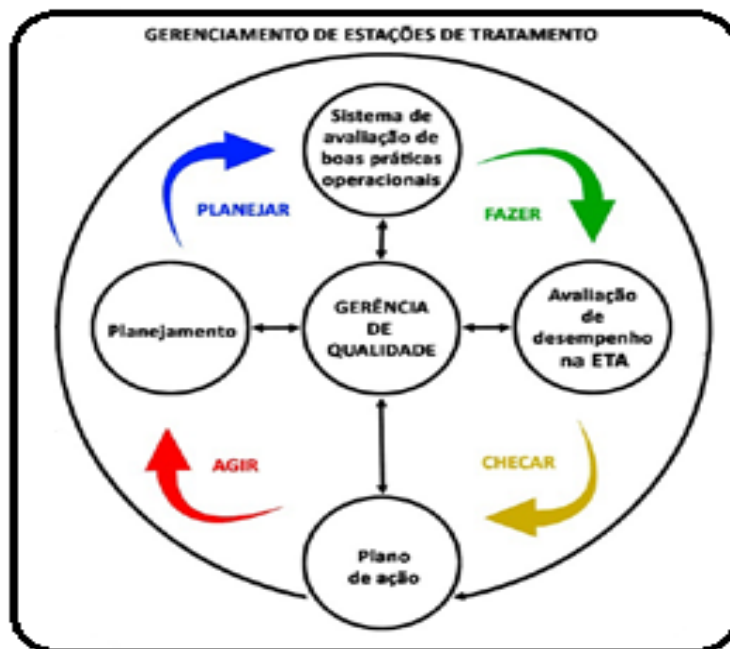 GERENCIAMENTO DE ESTAÇÕES DE TRATAMENTO
Sistema de
avaliação de
boas práticas
operacionais
PLANEJAR
FAZER
Planejamento
GERÊNCIA
DE
QUALIDADE
Avaliação
de
desempenho
na ETA
AGIR
CHECAR
Plano
de ação